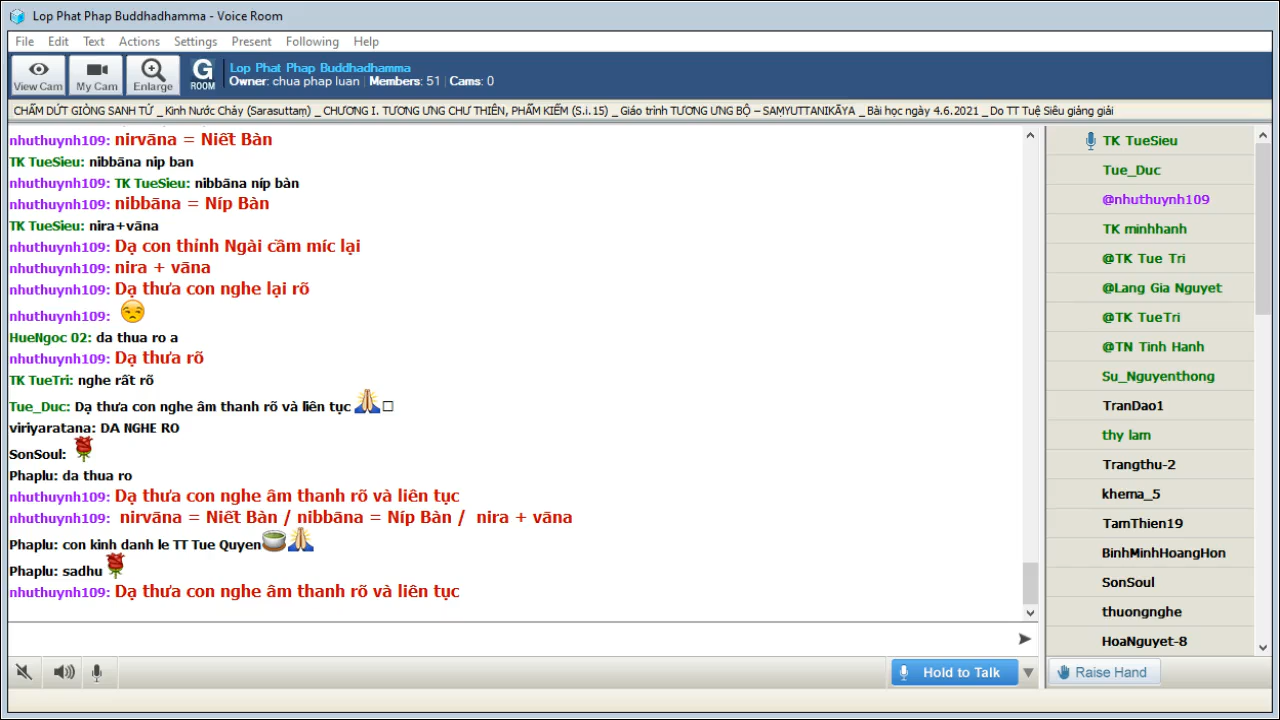 Lop Phat Phap Buddhadhamma - Voice Room
File Edit Text Actions Settings Present Following Help
View Cam My Cam Enlarge G ROOM
Lop Phat Phap Buddhadhamma
Owner: chua phap luan Members: 51 Cams: 0
CHẤM DỨT GIÒNG SANH TỬ _ Kinh Nước Chảy (Sarasuttaṃ) _ CHƯƠNG I. TƯƠNG ƯNG CHƯ THIÊN, PHẨM KIẾM (S.i.15) _ Giáo trình TƯƠNG ƯNG BỘ – SAṂYUTTANIKĀYA _ Bài học ngày 4.6.2021 _ Do TT Tuệ Siêu giảng giải
nhuthuynh109: nirvāna = Niết Bàn
TK TueSieu: nibbāna nip ban
nhuthuynh109: TK TueSieu: nibbāna níp bàn
nhuthuynh109: nibbāna = Níp Bàn
TK TueSieu: nira+vāna
nhuthuynh109: Dạ con thỉnh Ngài cầm míc lại
nhuthuynh109: nira + vāna
nhuthuynh109: Dạ thưa con nghe lại rõ
nhuthuynh109:
HueNgoc 02: da thua ro a
nhuthuynh109: Dạ thưa rõ
TK TueTri: nghe rất rõ
Tue_Duc: Dạ thưa con nghe âm thanh rõ và liên tục
viriyaratana: DA NGHE RO
SonSoul:
Phaplu: da thua ro
nhuthuynh109: Dạ thưa con nghe âm thanh rõ và liên tục
nhuthuynh109: nirvāna = Niết Bàn / nibbāna = Níp Bàn / nira + vāna
Phaplu: con kinh danh le TT Tue Quyen
Phaplu: sadhu
nhuthuynh109: Dạ thưa con nghe âm thanh rõ và liên tục
TK TueSieu
Tue_Duc
@nhuthuynh109
TK minhhanh
@TK Tue Tri
@Lang Gia Nguyet
@TK TueTri
@TN Tinh Hanh
Su_Nguyenthong
TranDao1
thy lam
Trangthu-2
khema_5
TamThien19
BinhMinhHoangHon
SonSoul
thuongnghe
HoaNguyet-8
Hold to Talk
Raise Hand